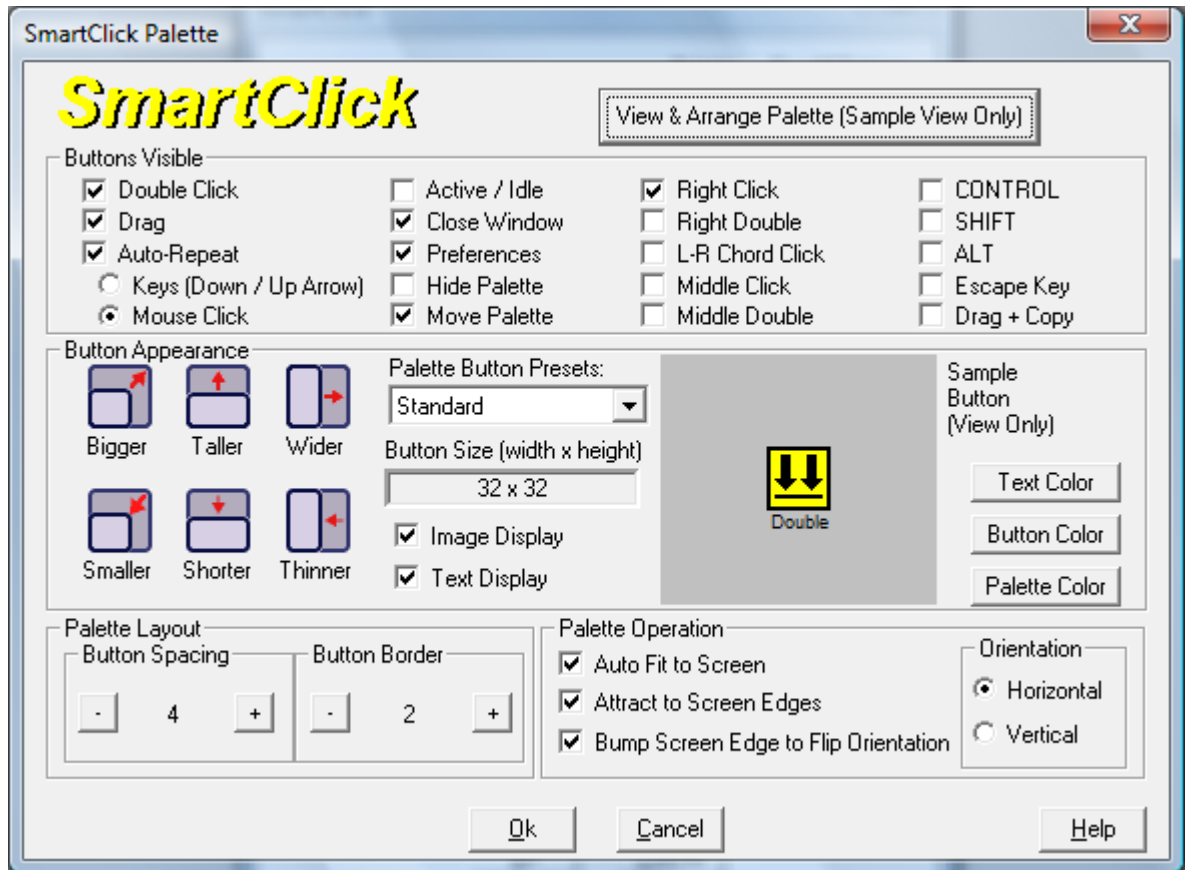 SmartClick Palette
SmartClick
View & Arrange Palette (Sample View Only)
Buttons Visible
Double Click
Drag
Auto-Repeat
Keys (Down / Up Arrow)
Mouse Click
Active / Idle
Close Window
Preferences
Hide Palette
Move Palette
Right Click
Right Double
L-R Chord Click
Middle Click
Middle Double
CONTROL
SHIFT
ALT
Escape Key
Drag + Copy
Button Appearance
Bigger
Taller
Wider
Smaller
Shorter
Thinner
Palette Button Presets:
Standard
Button Size (width x height)
32 x 32
Image Display
Text Display
Double
Sample
Button
(View Only)
Text Color
Button Color
Palette Color
Palette Layout
Button Spacing
- 4 +
Button Border
- 2 +
Palette Operation
Auto Fit to Screen
Attract to Screen Edges
Bump Screen Edge to Flip Orientation
Orientation
Horizontal
Vertical
Ok
Cancel
Help